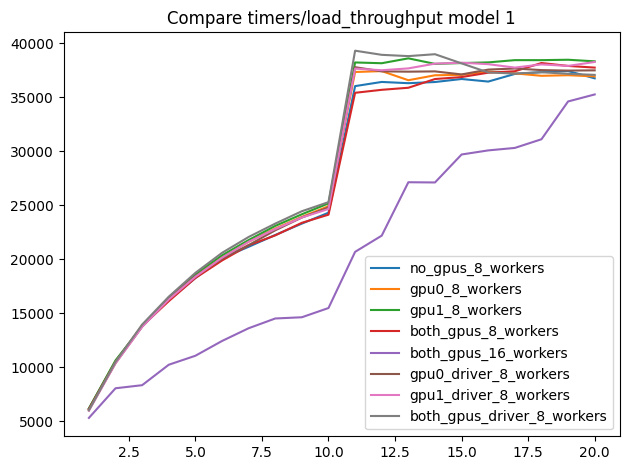 Compare timers/load_throughput model 1
40000
35000
30000
25000
20000
15000
10000
5000
no_gpus_8_workers
gpu0_8_workers
gpu1_8_workers
both_gpus_8_workers
both_gpus_16_workers
gpu0_driver_8_workers
gpu1_driver_8_workers
both_gpus_driver_8_workers
2.5 5.0 7.5 10.0 12.5 15.0 17.5 20.0